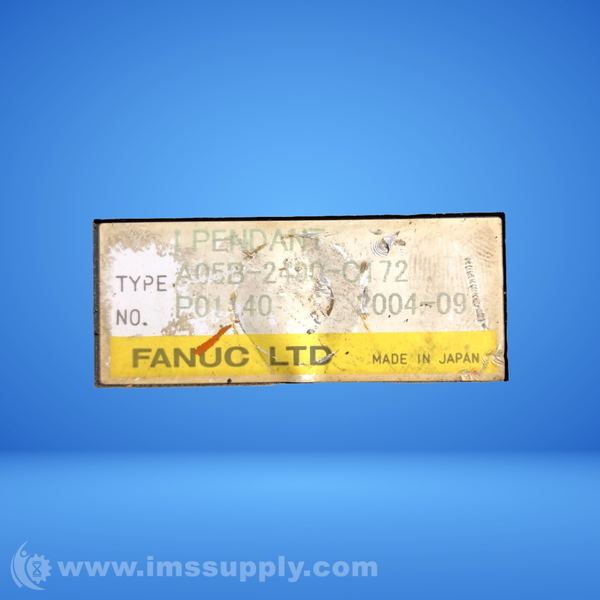 I PENDANT
TYPE A05B-2490-C172
NO. P01140 2004-09
FANUC LTD MADE IN JAPAN
www.imssupply.com